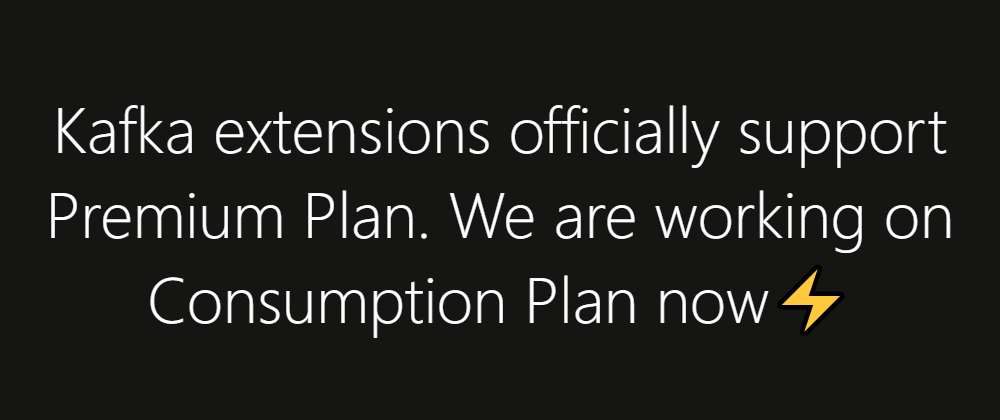 Kafka extensions officially support
Premium Plan. We are working on
Consumption Plan now⚡